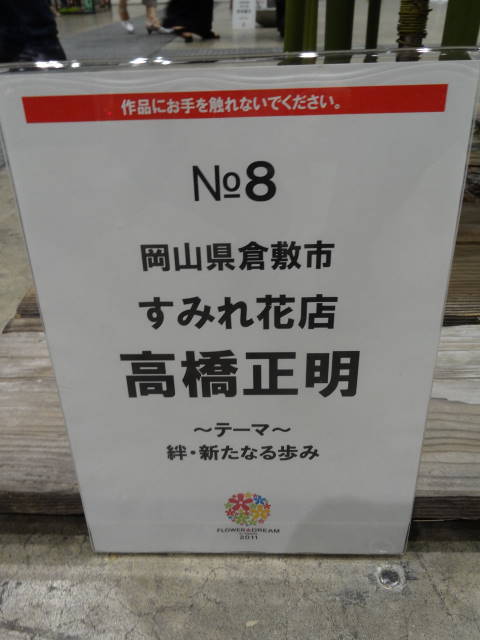 作品にお手を触れないでください。
№8
岡山県倉敷市
すみれ花店
高橋正明
～テーマ～
絆・新たなる歩み
FLOWER DREAM
2011